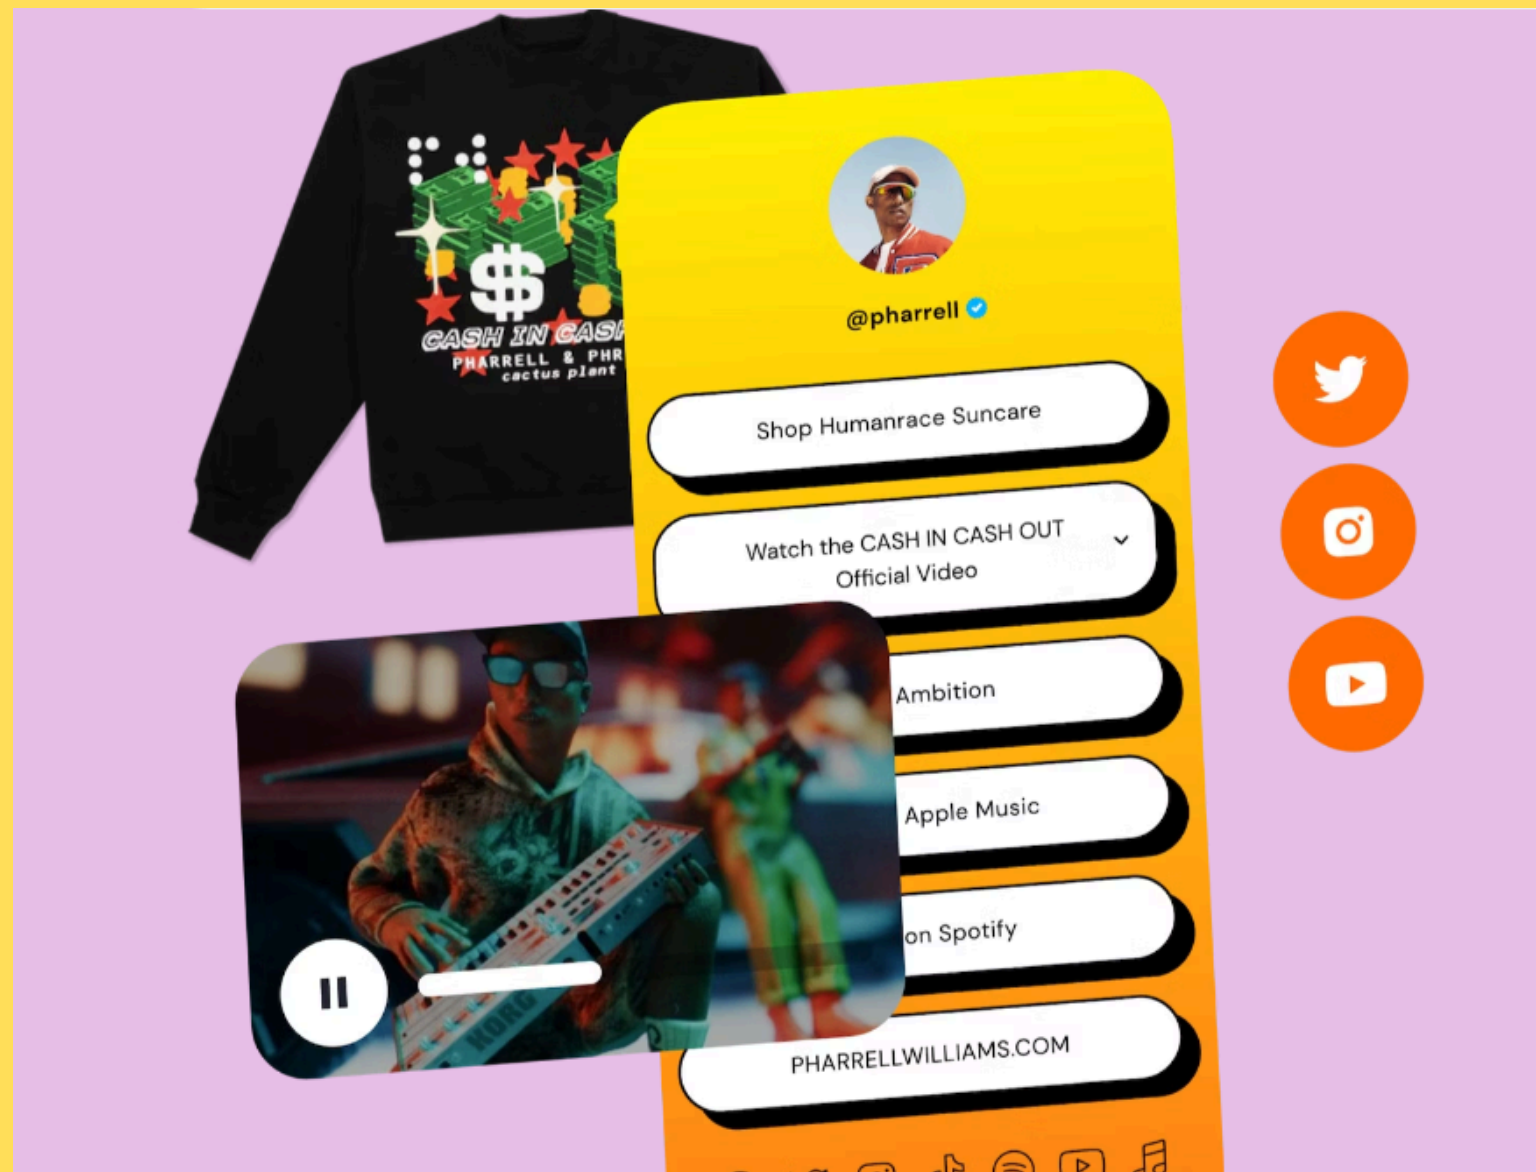 $
CASH IN CASH
PHARRELL & PHR
cactus plant
@pharrell
Shop Humanrace Suncare
Watch the CASH IN CASH OUT
Official Video
Ambition
Apple Music
on Spotify
KORG
PHARRELLWILLIAMS.COM